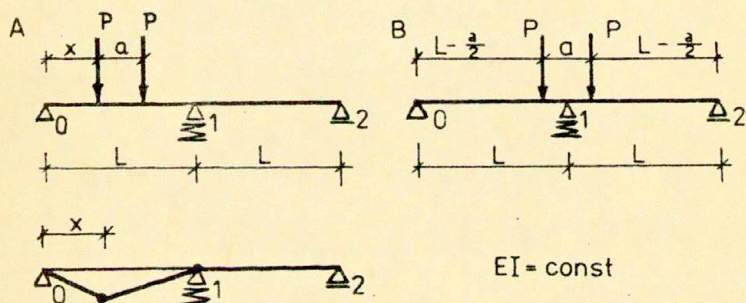 A
P P
x a
0 1 2
L L
x
0 1 2
B
P P
L - a/2 a L - a/2
0 1 2
L L
EI = const